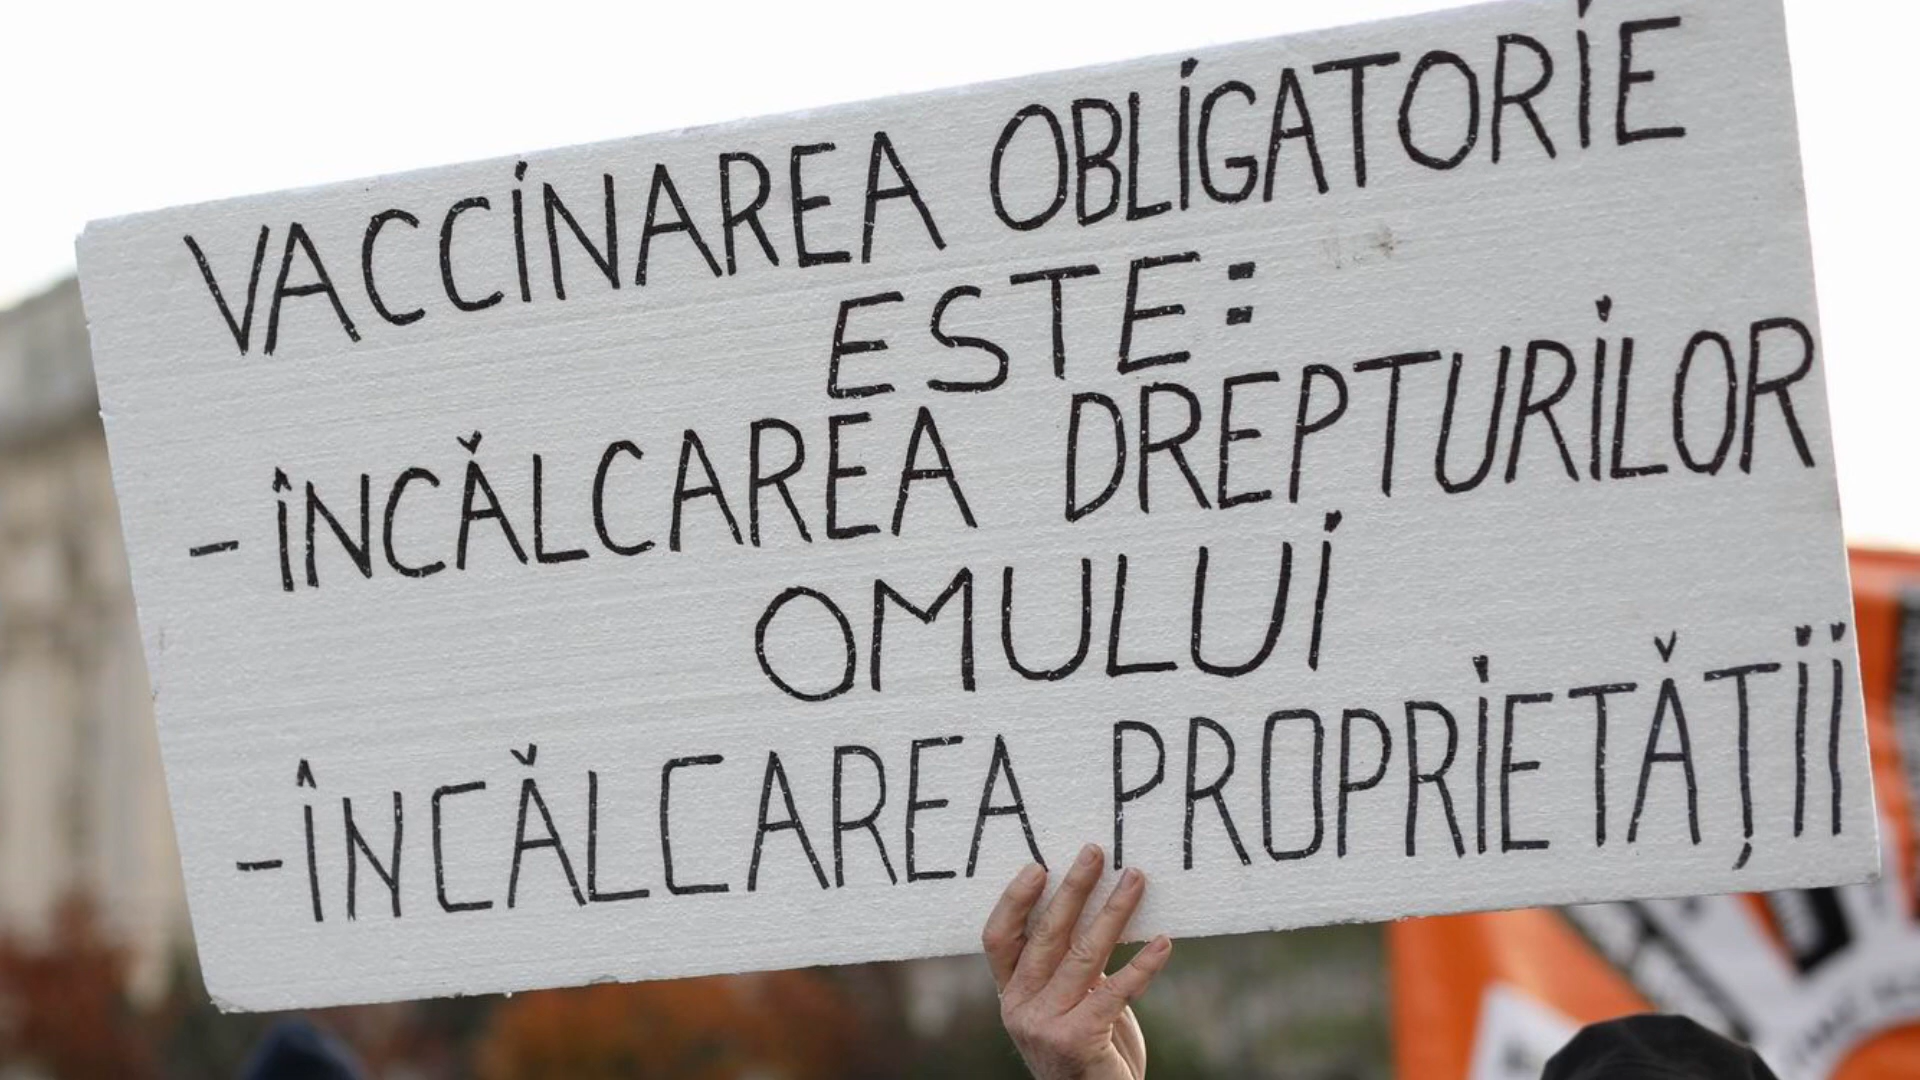 VACCINAREA OBLIGATORIE
ESTE:
- ÎNCĂLCAREA DREPTURILOR
OMULUI
- ÎNCĂLCAREA PROPRIETĂȚII